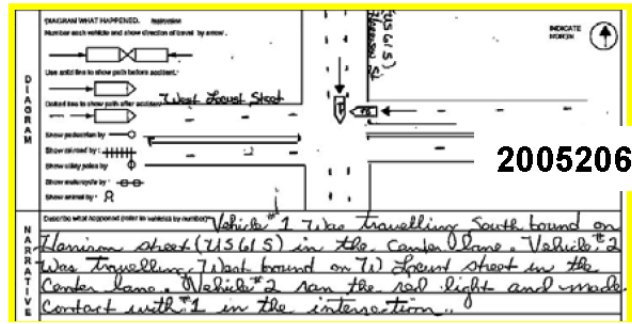 DIAGRAM WHAT HAPPENED. Instruction
Number each vehicle and show direction of travel by arrow.
INDICATE
NORTH
Use solid line to show path before accident.
Dotted line to show path after accident
West Locust Street
(US 61 S)
Harrison St
Show pedestrian by
Show railroad by:
Show utility poles by
Show motorcycle by
Show animal by
DIAGRAM
2005206
NARRATIVE
Describe what happened (refer to vehicles by number) Vehicle #1 Was travelling South bound on
Harrison street (US 61 S) in the Center lane. Vehicle #2
Was travelling West bound on W Locust street in the
Center lane. Vehicle #2 ran the red light and made
Contact with #1 in the intersection.